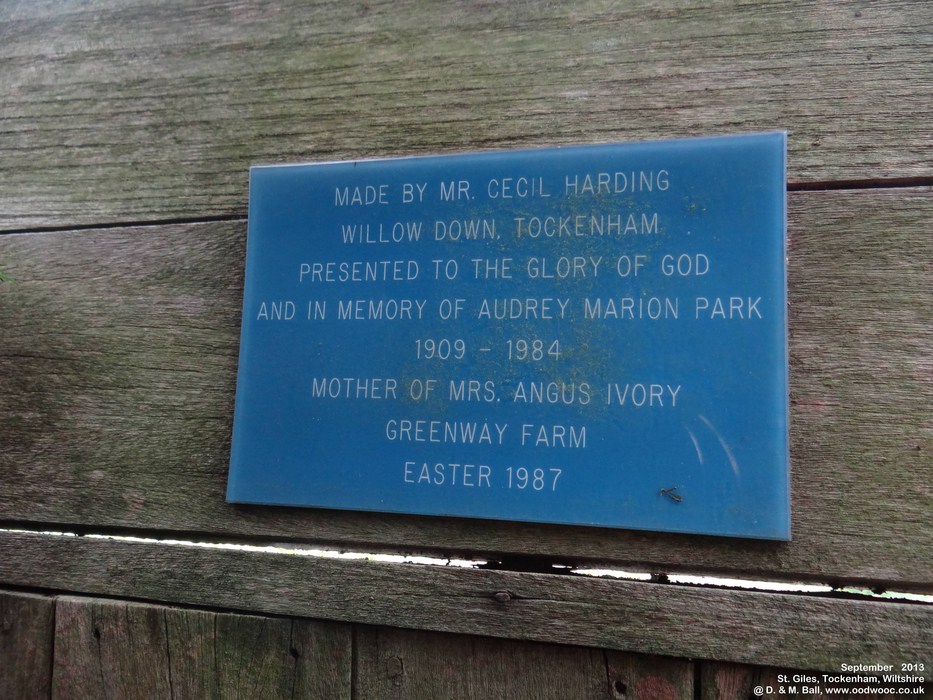 MADE BY MR. CECIL HARDING
WILLOW DOWN, TOCKENHAM
PRESENTED TO THE GLORY OF GOD
AND IN MEMORY OF AUDREY MARION PARK
1909 - 1984
MOTHER OF MRS. ANGUS IVORY
GREENWAY FARM
EASTER 1987
September 2013
St. Giles, Tockenham, Wiltshire
@ D. & M. Ball, www.oodwooc.co.uk